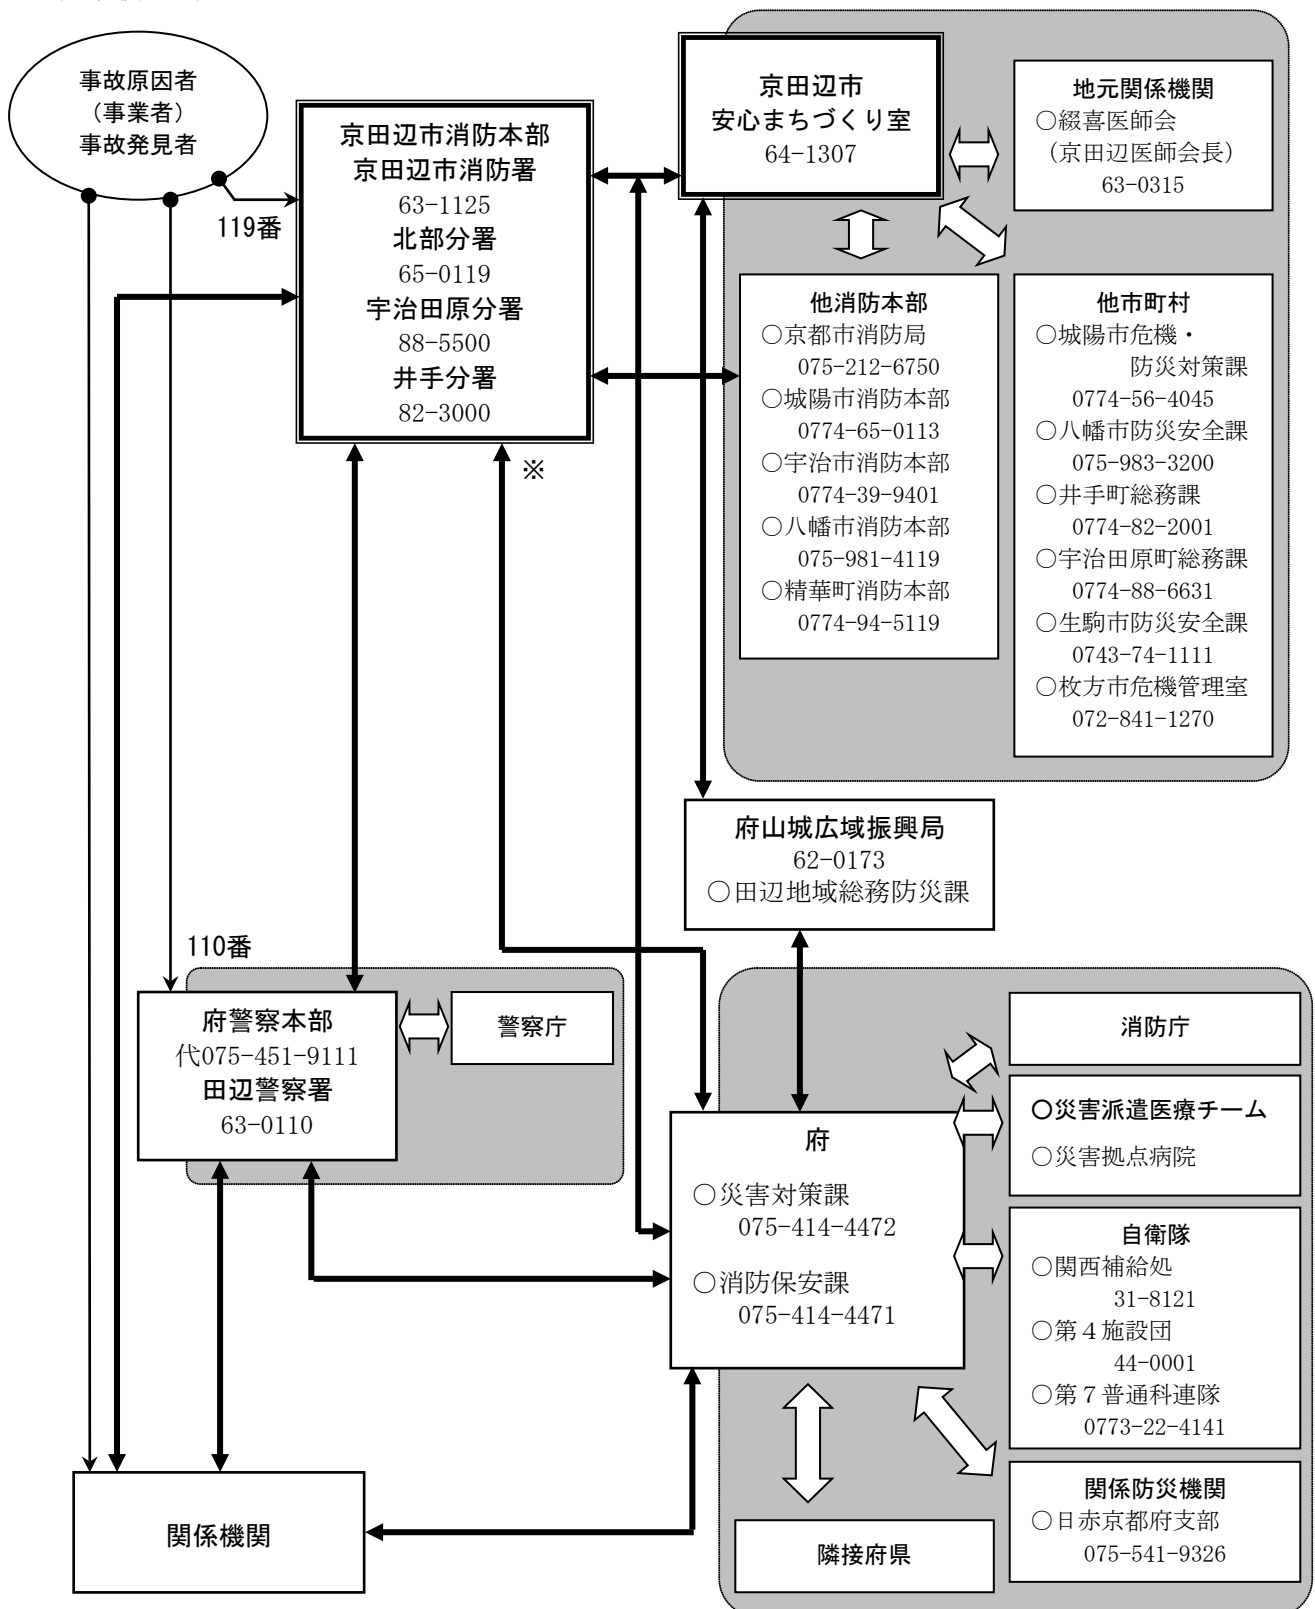 事故原因者
（事業者）
事故発見者
119番
京田辺市消防本部
京田辺市消防署
63-1125
北部分署
65-0119
宇治田原分署
88-5500
井手分署
82-3000
※
京田辺市
安心まちづくり室
64-1307
地元関係機関
○綴喜医師会
（京田辺医師会長）
63-0315
他消防本部
○京都市消防局
075-212-6750
○城陽市消防本部
0774-65-0113
○宇治市消防本部
0774-39-9401
○八幡市消防本部
075-981-4119
○精華町消防本部
0774-94-5119
他市町村
○城陽市危機・
防災対策課
0774-56-4045
○八幡市防災安全課
075-983-3200
○井手町総務課
0774-82-2001
○宇治田原町総務課
0774-88-6631
○生駒市防災安全課
0743-74-1111
○枚方市危機管理室
072-841-1270
府山城広域振興局
62-0173
○田辺地域総務防災課
110番
府警察本部
代075-451-9111
田辺警察署
63-0110
警察庁
府
○災害対策課
075-414-4472
○消防保安課
075-414-4471
消防庁
○災害派遣医療チーム
○災害拠点病院
自衛隊
○関西補給処
31-8121
○第４施設団
44-0001
○第７普通科連隊
0773-22-4141
関係防災機関
○日赤京都府支部
075-541-9326
隣接府県
関係機関